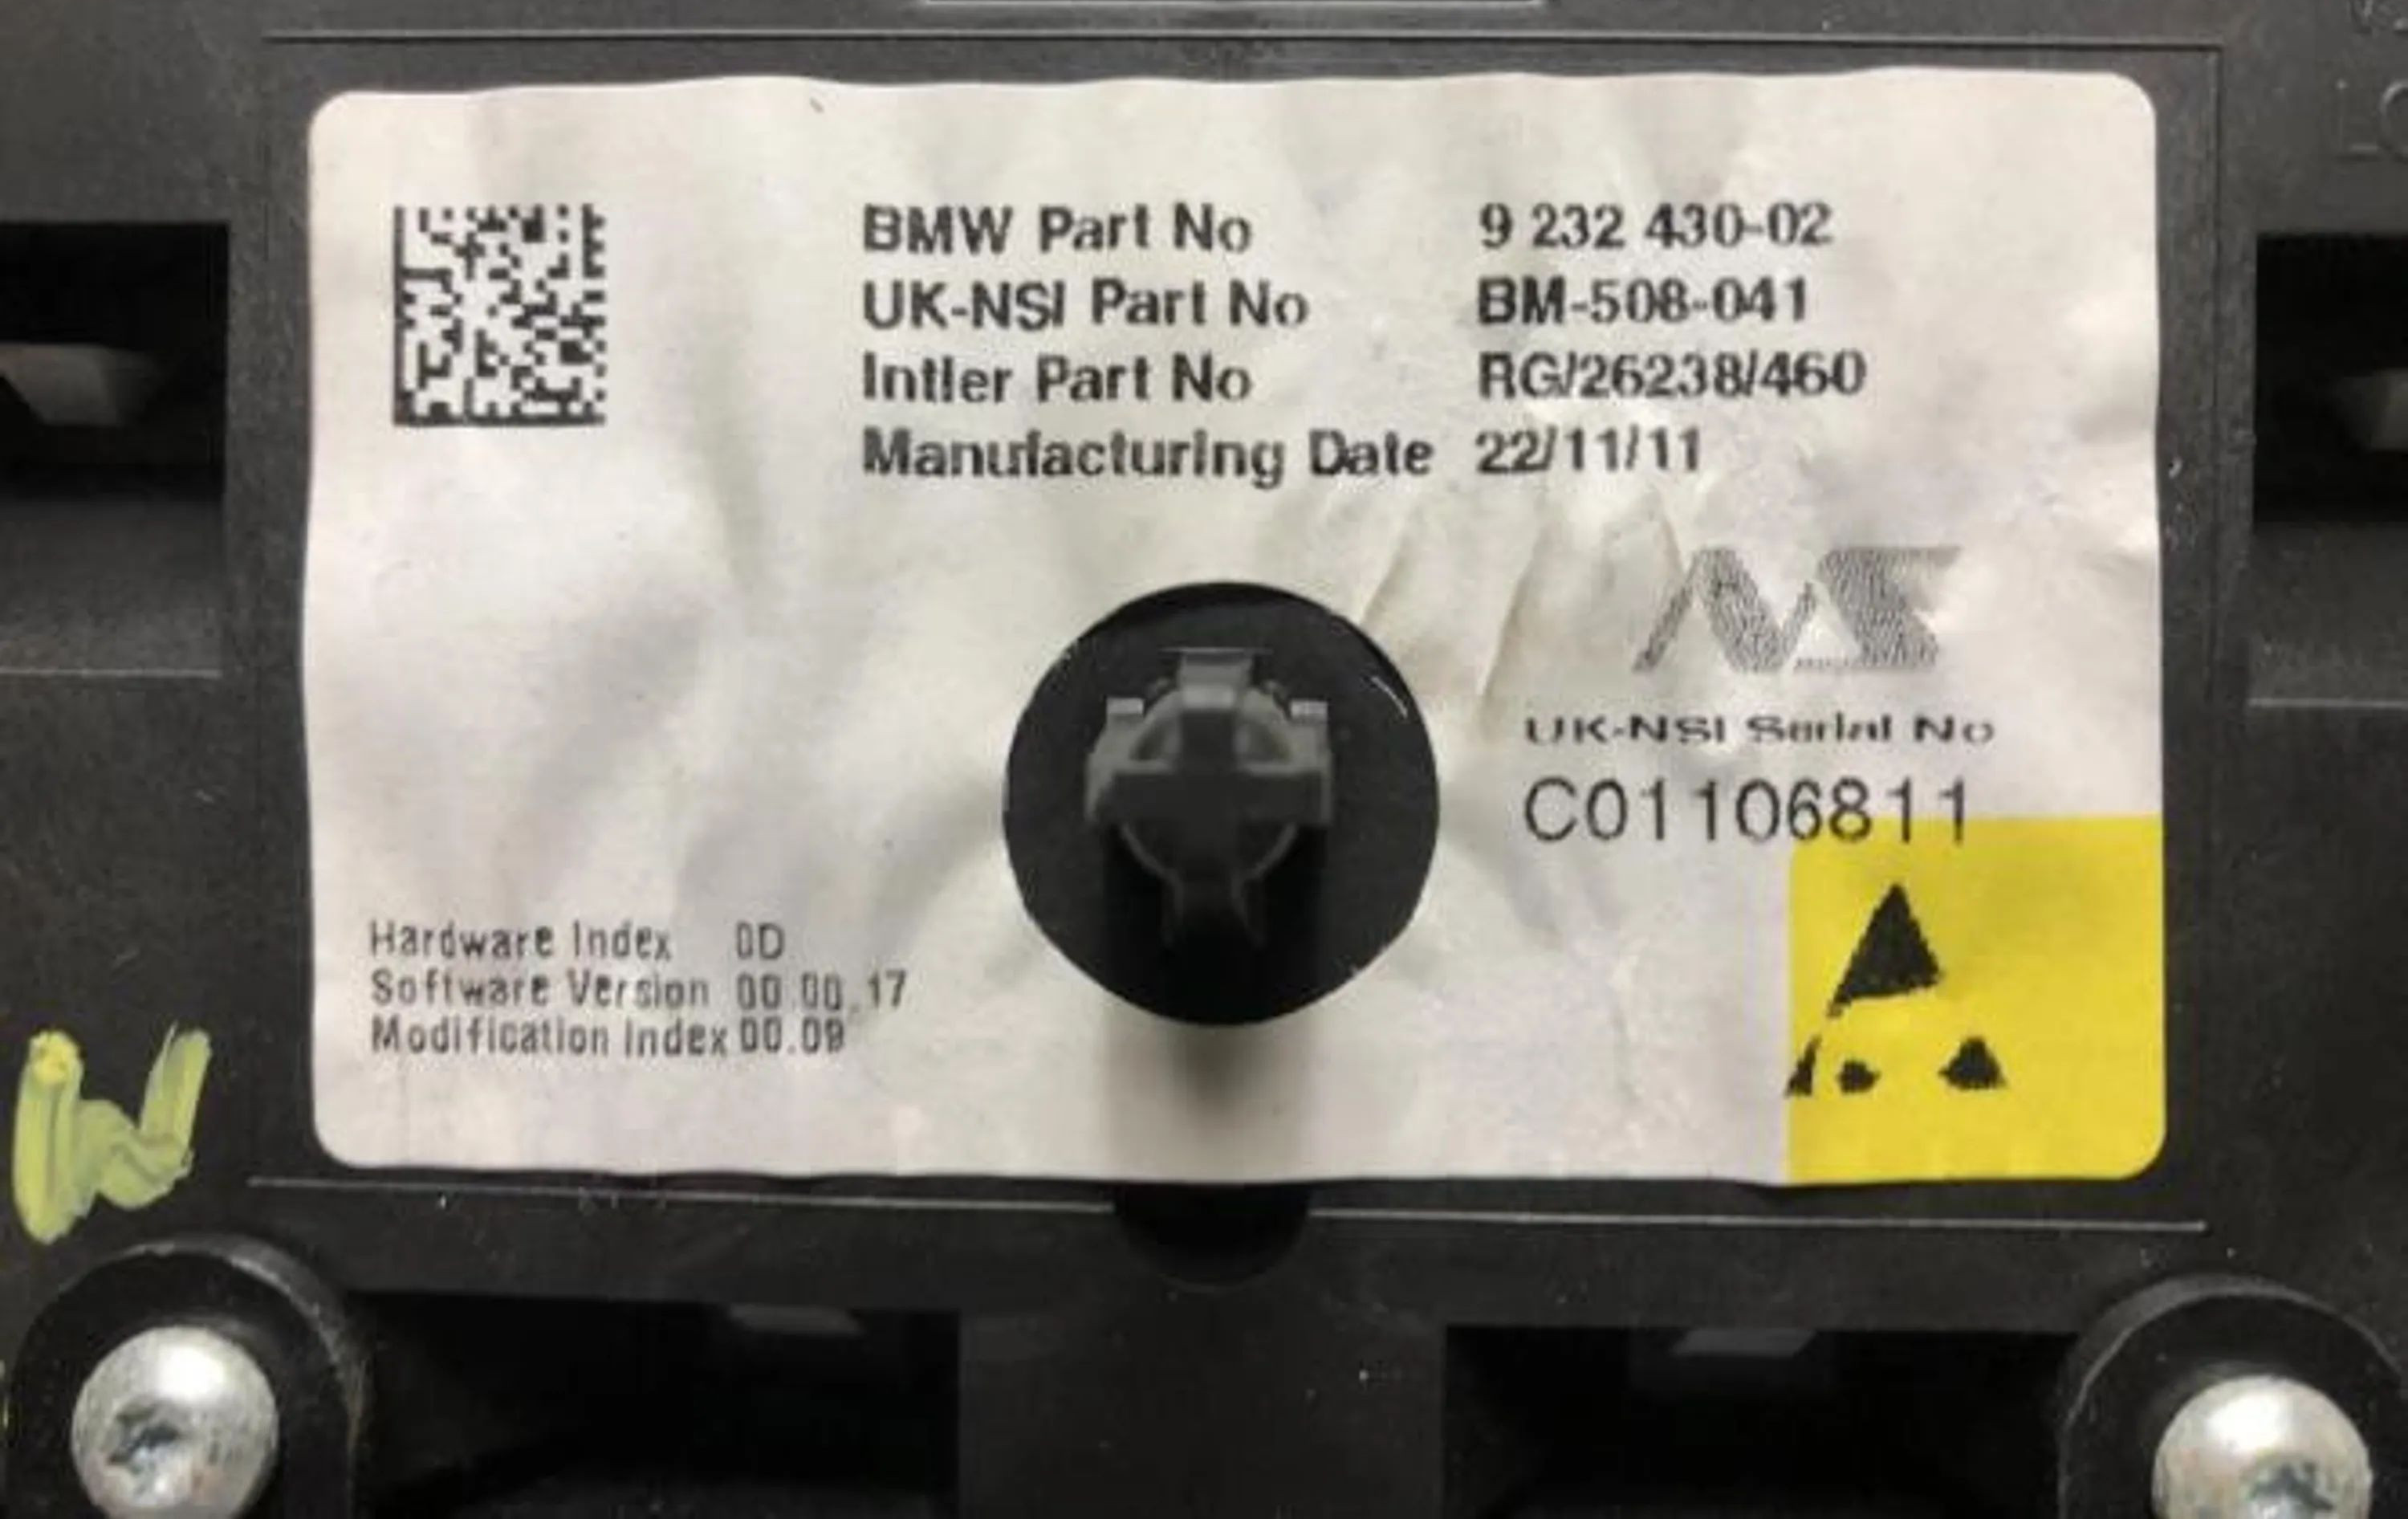 BMW Part No 9 232 430-02
UK-NSI Part No BM-508-041
Intier Part No RG/26238/460
Manufacturing Date 22/11/11
NS
UK-NSI Serial No
C01106811
Hardware Index 0D
Software Version 00.00.17
Modification Index 00.09
W